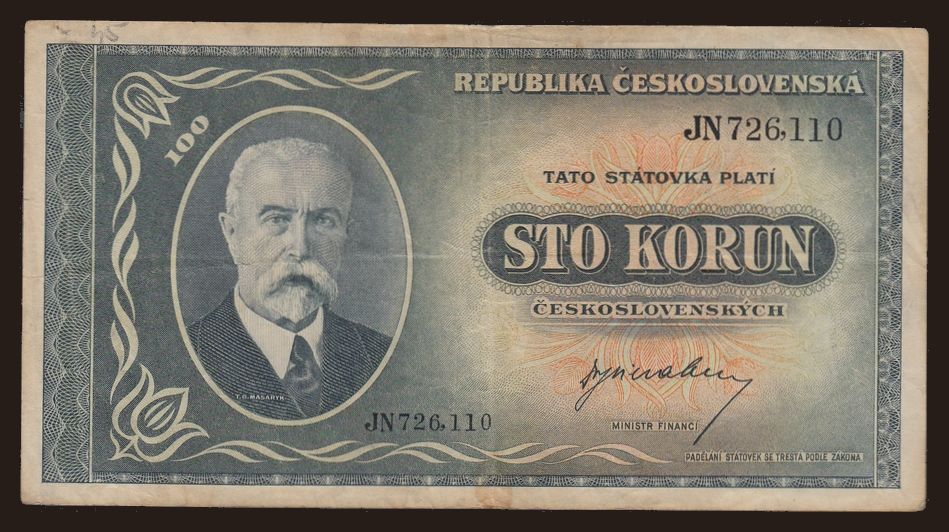 45
100
REPUBLIKA ČESKOSLOVENSKÁ
JN 726,110
TATO STÁTOVKA PLATÍ
STO KORUN
ČESKOSLOVENSKÝCH
T. G. MASARYK
JN 726,110
MINISTR FINANCÍ
PADĚLÁNÍ STÁTOVEK SE TRESTÁ PODLE ZÁKONA